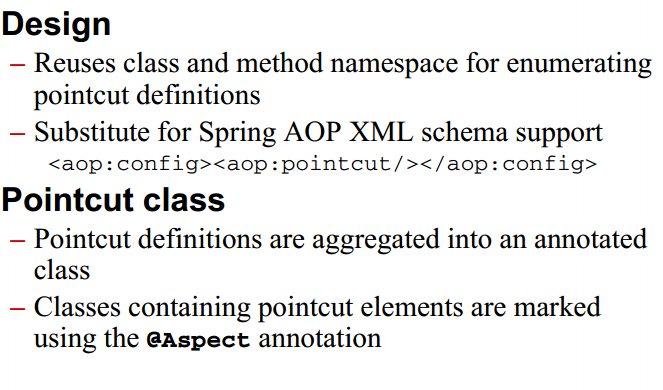 Design
– Reuses class and method namespace for enumerating
pointcut definitions
– Substitute for Spring AOP XML schema support
<aop:config><aop:pointcut/></aop:config>
Pointcut class
– Pointcut definitions are aggregated into an annotated
class
– Classes containing pointcut elements are marked
using the @Aspect annotation